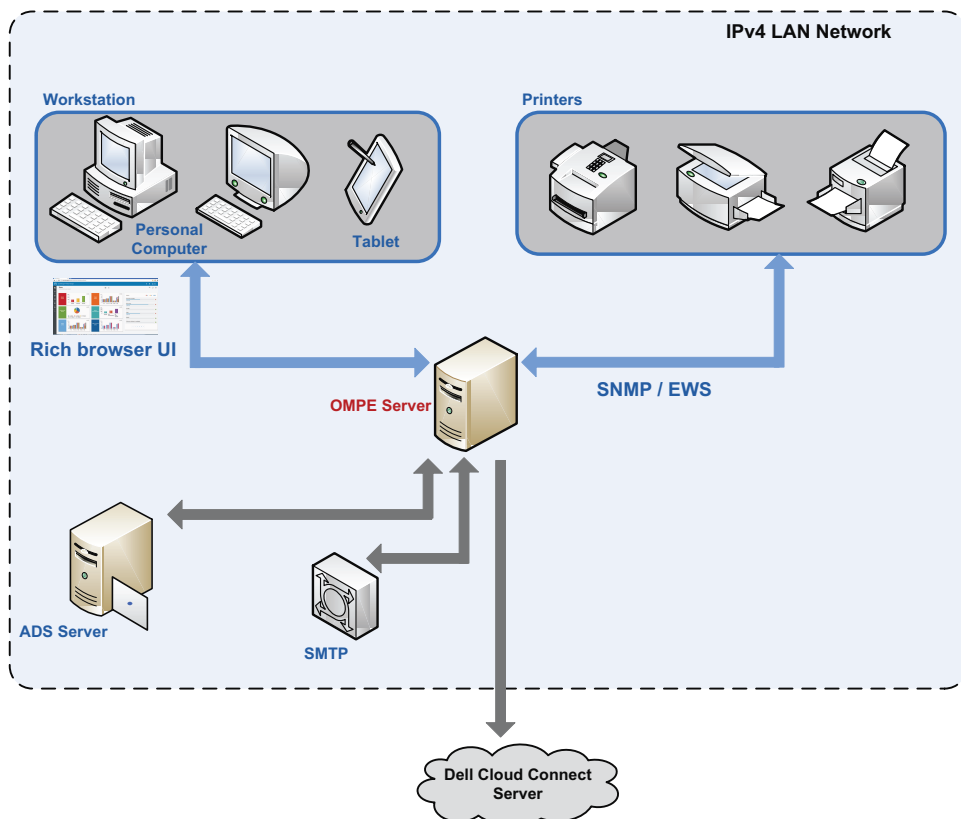 IPv4 LAN Network
Workstation
Printers
Personal
Computer
Tablet
Rich browser UI
OMPE Server
SNMP / EWS
ADS Server
SMTP
Dell Cloud Connect
Server